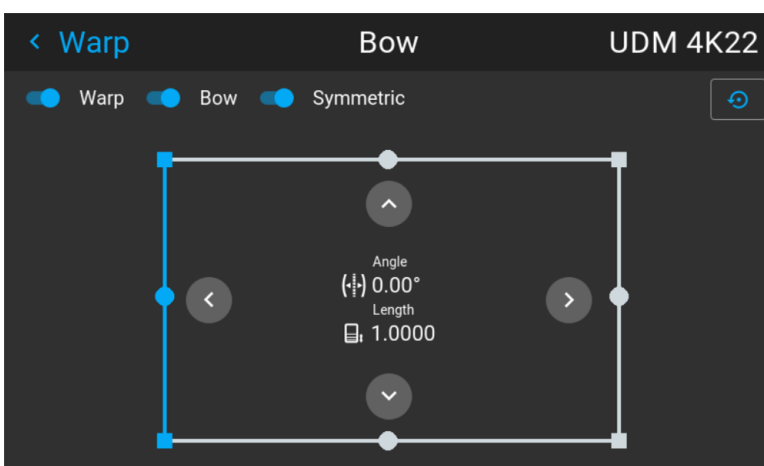 Warp Bow UDM 4K22
Warp Bow Symmetric
Angle
0.00°
Length
1.0000